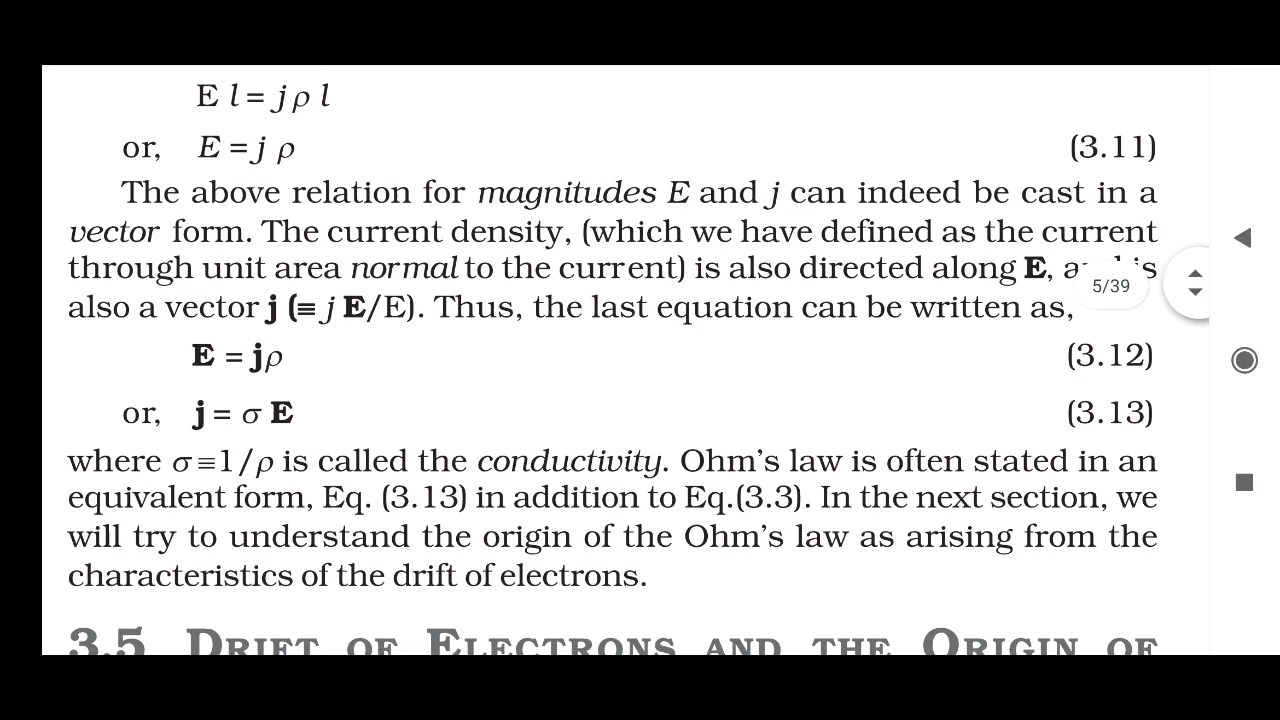 E l = j ρ l
or, E = j ρ (3.11)
The above relation for magnitudes E and j can indeed be cast in a
vector form. The current density, (which we have defined as the current
through unit area normal to the current) is also directed along E, is
also a vector j (≡ j E/E). Thus, the last equation can be written as,
5/39
E = jρ (3.12)
or, j = σ E (3.13)
where σ ≡1/ρ is called the conductivity. Ohm's law is often stated in an
equivalent form, Eq. (3.13) in addition to Eq.(3.3). In the next section, we
will try to understand the origin of the Ohm's law as arising from the
characteristics of the drift of electrons.
3.5 DRIFT OF ELECTRONS AND THE ORIGIN OF